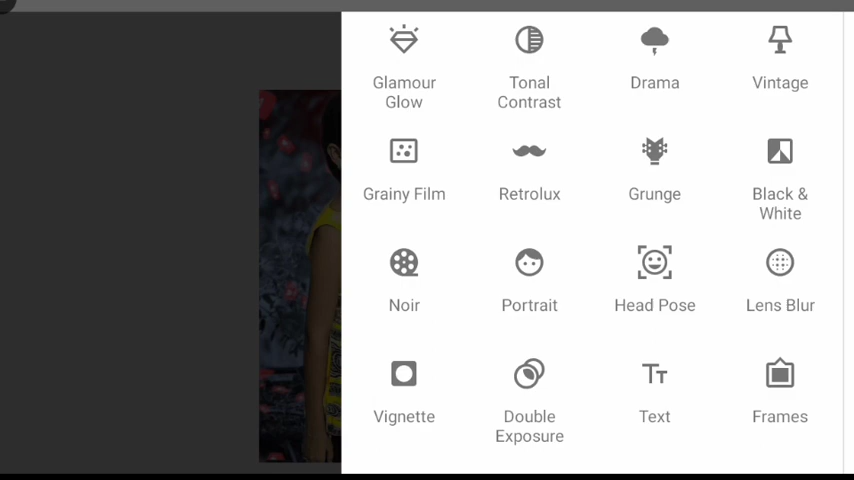 Glamour
Glow
Tonal
Contrast
Drama
Vintage
Grainy Film
Retrolux
Grunge
Black &
White
Noir
Portrait
Head Pose
Lens Blur
Vignette
Double
Exposure
Text
Frames